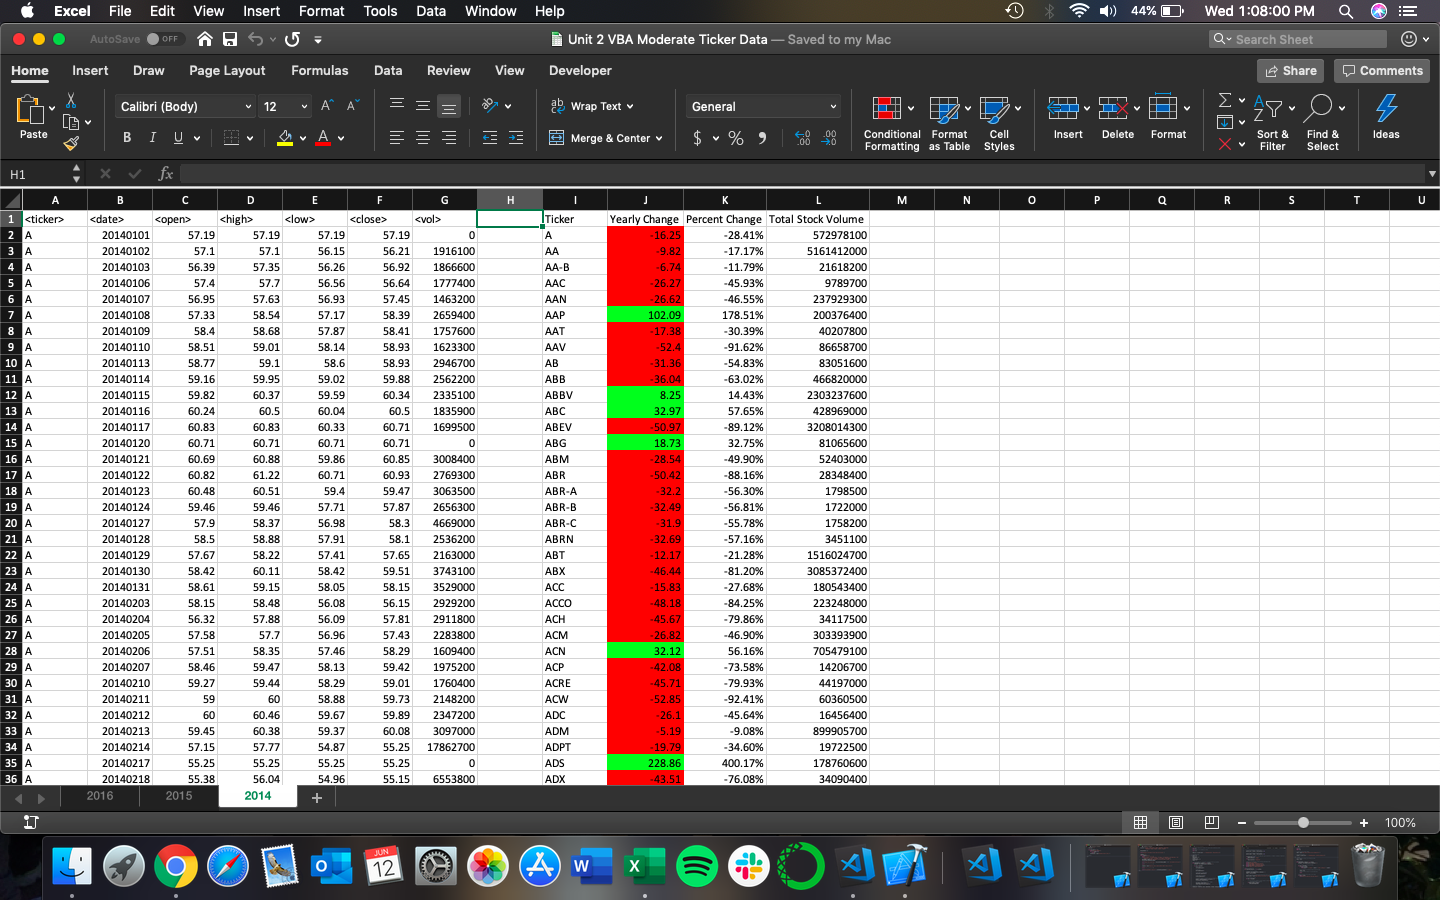 Excel File Edit View Insert Format Tools Data Window Help 44% Wed 1:08:00 PM
AutoSave OFF Unit 2 VBA Moderate Ticker Data — Saved to my Mac Search Sheet
Home Insert Draw Page Layout Formulas Data Review View Developer Share Comments
Paste Calibri (Body) 12 A A ab Wrap Text General Conditional Formatting Format as Table Cell Styles Insert Delete Format Sort & Filter Find & Select Ideas
B I U A Merge & Center $ % 9 .00 .00
H1 fx
A B C D E F G H I J K L M N O P Q R S T U
1 <ticker> <date> <open> <high> <low> <close> <vol> Ticker Yearly Change Percent Change Total Stock Volume
2 A 20140101 57.19 57.19 57.19 57.19 0 A -16.25 -28.41% 572978100
3 A 20140102 57.1 57.1 56.15 56.21 1916100 AA -9.82 -17.17% 5161412000
4 A 20140103 56.39 57.35 56.26 56.92 1866600 AA-B -6.74 -11.79% 21618200
5 A 20140106 57.4 57.7 56.56 56.64 1777400 AAC -26.27 -45.93% 9789700
6 A 20140107 56.95 57.63 56.93 57.45 1463200 AAN -26.62 -46.55% 237929300
7 A 20140108 57.33 58.54 57.17 58.39 2659400 AAP 102.09 178.51% 200376400
8 A 20140109 58.4 58.68 57.87 58.41 1757600 AAT -17.38 -30.39% 40207800
9 A 20140110 58.51 59.01 58.14 58.93 1623300 AAV -52.4 -91.62% 86658700
10 A 20140113 58.77 59.1 58.6 58.93 2946700 AB -31.36 -54.83% 83051600
11 A 20140114 59.16 59.95 59.02 59.88 2562200 ABB -36.04 -63.02% 466820000
12 A 20140115 59.82 60.37 59.59 60.34 2335100 ABBV 8.25 14.43% 2303237600
13 A 20140116 60.24 60.5 60.04 60.5 1835900 ABC 32.97 57.65% 428969000
14 A 20140117 60.83 60.83 60.33 60.71 1699500 ABEV -50.97 -89.12% 3208014300
15 A 20140120 60.71 60.71 60.71 60.71 0 ABG 18.73 32.75% 81065600
16 A 20140121 60.69 60.88 59.86 60.85 3008400 ABM -28.54 -49.90% 52403000
17 A 20140122 60.82 61.22 60.71 60.93 2769300 ABR -50.42 -88.16% 28348400
18 A 20140123 60.48 60.51 59.4 59.47 3063500 ABR-A -32.2 -56.30% 1798500
19 A 20140124 59.46 59.46 57.71 57.87 2656300 ABR-B -32.49 -56.81% 1722000
20 A 20140127 57.9 58.37 56.98 58.3 4669000 ABR-C -31.9 -55.78% 1758200
21 A 20140128 58.5 58.88 57.91 58.1 2536200 ABRN -32.69 -57.16% 3451100
22 A 20140129 57.67 58.22 57.41 57.65 2163000 ABT -12.17 -21.28% 1516024700
23 A 20140130 58.42 60.11 58.42 59.51 3743100 ABX -46.44 -81.20% 3085372400
24 A 20140131 58.61 59.15 58.05 58.15 3529000 ACC -15.83 -27.68% 180543400
25 A 20140203 58.15 58.48 56.08 56.15 2929200 ACCO -48.18 -84.25% 223248000
26 A 20140204 56.32 57.88 56.09 57.81 2911800 ACH -45.67 -79.86% 34117500
27 A 20140205 57.58 57.7 56.96 57.43 2283800 ACM -26.82 -46.90% 303393900
28 A 20140206 57.51 58.35 57.46 58.29 1609400 ACN 32.12 56.16% 705479100
29 A 20140207 58.46 59.47 58.13 59.42 1975200 ACP -42.08 -73.58% 14206700
30 A 20140210 59.27 59.44 58.29 59.01 1760400 ACRE -45.71 -79.93% 44197000
31 A 20140211 59 60 58.88 59.73 2148200 ACW -52.85 -92.41% 60360500
32 A 20140212 60 60.46 59.67 59.89 2347200 ADC -26.1 -45.64% 16456400
33 A 20140213 59.45 60.38 59.37 60.08 3097000 ADM -5.19 -9.08% 899905700
34 A 20140214 57.15 57.77 54.87 55.25 17862700 ADPT -19.79 -34.60% 19722500
35 A 20140217 55.25 55.25 55.25 55.25 0 ADS 228.86 400.17% 178760600
36 A 20140218 55.38 56.04 54.96 55.15 6553800 ADX -43.51 -76.08% 34090400
2016 2015 2014 +
100%
JUN 12